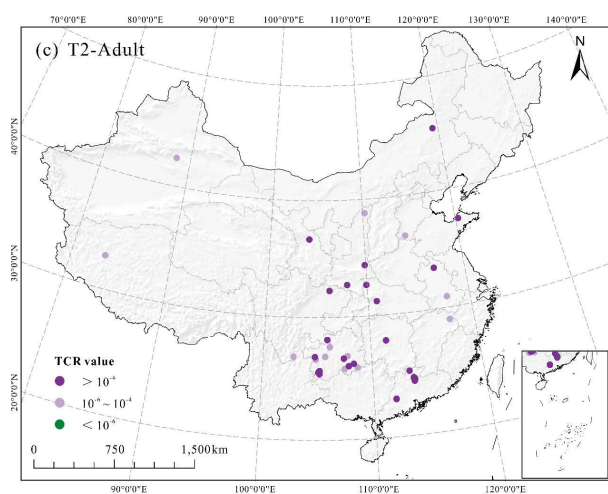 70°0'0"E 80°0'0"E 90°0'0"E 100°0'0"E 110°0'0"E 120°0'0"E 130°0'0"E 140°0'0"E
(c) T2-Adult
N
40°0'0"N
30°0'0"N
20°0'0"N
TCR value
> 10⁻⁴
10⁻⁶ ~ 10⁻⁴
< 10⁻⁶
0 750 1,500 km
90°0'0"E 100°0'0"E 110°0'0"E 120°0'0"E